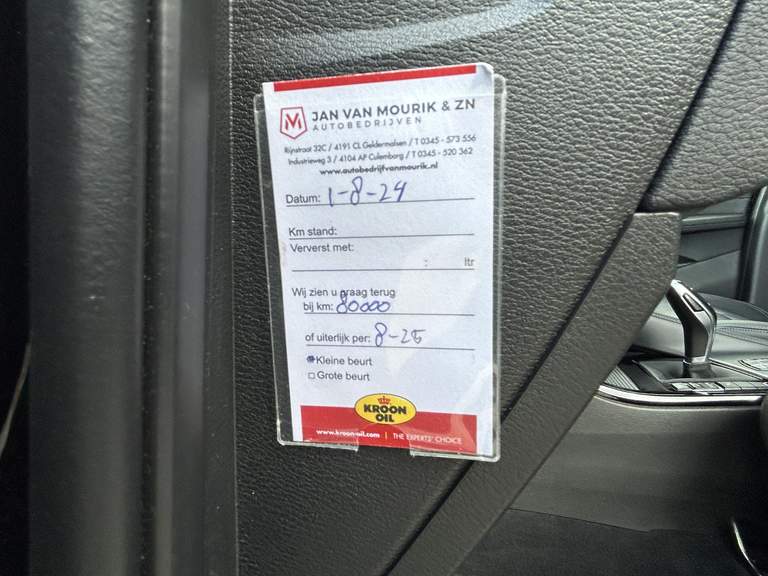 JAN VAN MOURIK & ZN
AUTOBEDRIJVEN
Rijnstraat 32C / 4191 CL Geldermalsen / T 0345 - 573 556
Industrieweg 3 / 4104 AP Culemborg / T 0345 - 520 362
www.autobedrijfvanmourik.nl
Datum: 1-8-24
Km stand:
Ververst met:
: ltr
Wij zien u graag terug
bij km: 80000
of uiterlijk per: 8-25
Kleine beurt
Grote beurt
KROON
OIL
www.kroon-oil.com | THE EXPERTS' CHOICE